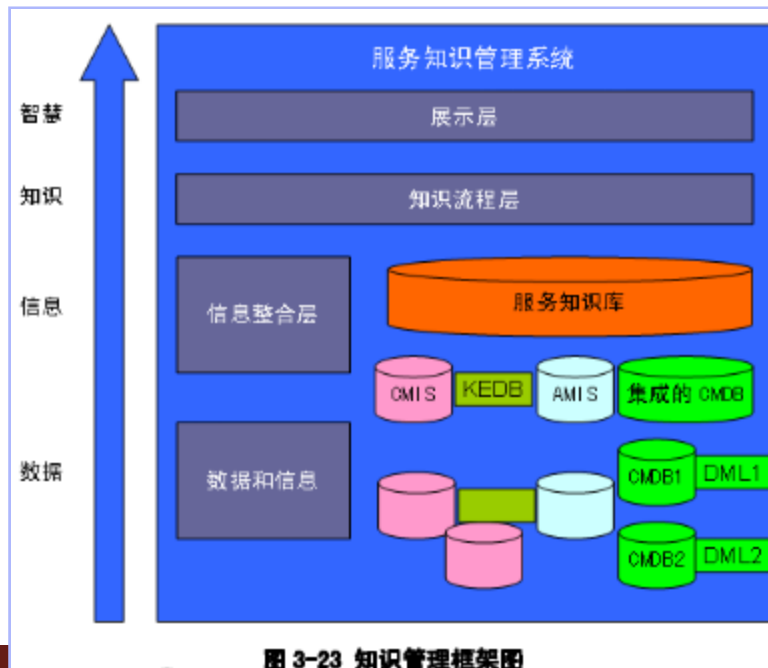 服务知识管理系统
智慧
展示层
知识
知识流程层
信息
信息整合层
服务知识库
CMIS
KEDB
AMIS
集成的 CMDB
数据
数据和信息
CMDB1
DML1
CMDB2
DML2
图 3-23 知识管理框架图